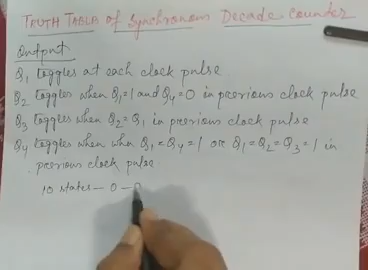 TRUTH TABLE of Synchronous Decade Counter
Output
Q1 toggles at each clock pulse
Q2 toggles when Q1=1 and Q4=0 in previous clock pulse
Q3 toggles when Q2=Q1 in previous clock pulse
Q4 toggles when when Q1=Q4=1 or Q1=Q2=Q3=1 in
previous clock pulse.
10 states - 0 -